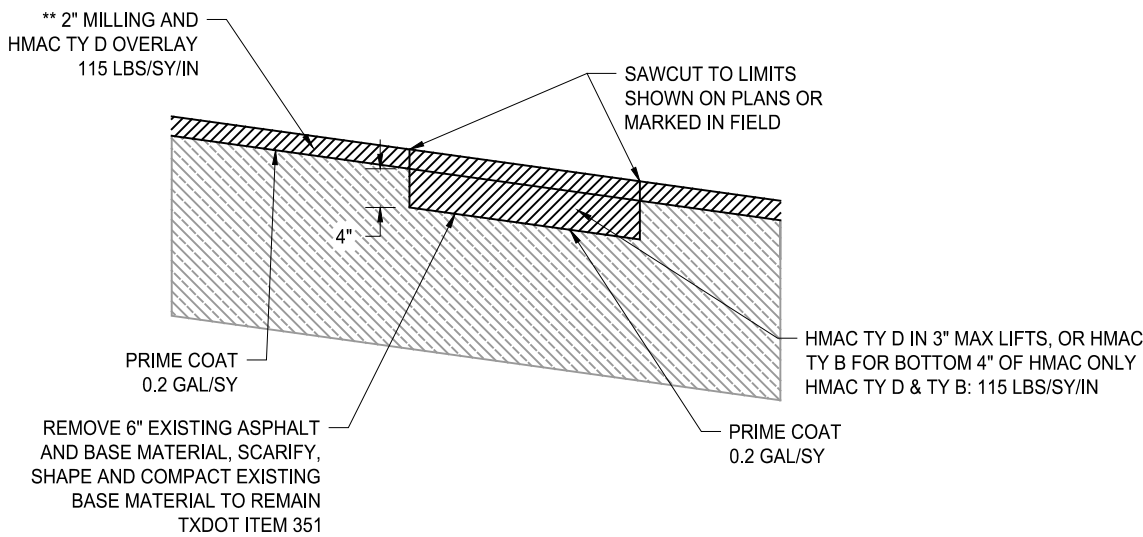 ** 2" MILLING AND
HMAC TY D OVERLAY
115 LBS/SY/IN
SAWCUT TO LIMITS
SHOWN ON PLANS OR
MARKED IN FIELD
4"
PRIME COAT
0.2 GAL/SY
HMAC TY D IN 3" MAX LIFTS, OR HMAC
TY B FOR BOTTOM 4" OF HMAC ONLY
HMAC TY D & TY B: 115 LBS/SY/IN
REMOVE 6" EXISTING ASPHALT
AND BASE MATERIAL, SCARIFY,
SHAPE AND COMPACT EXISTING
BASE MATERIAL TO REMAIN
TXDOT ITEM 351
PRIME COAT
0.2 GAL/SY